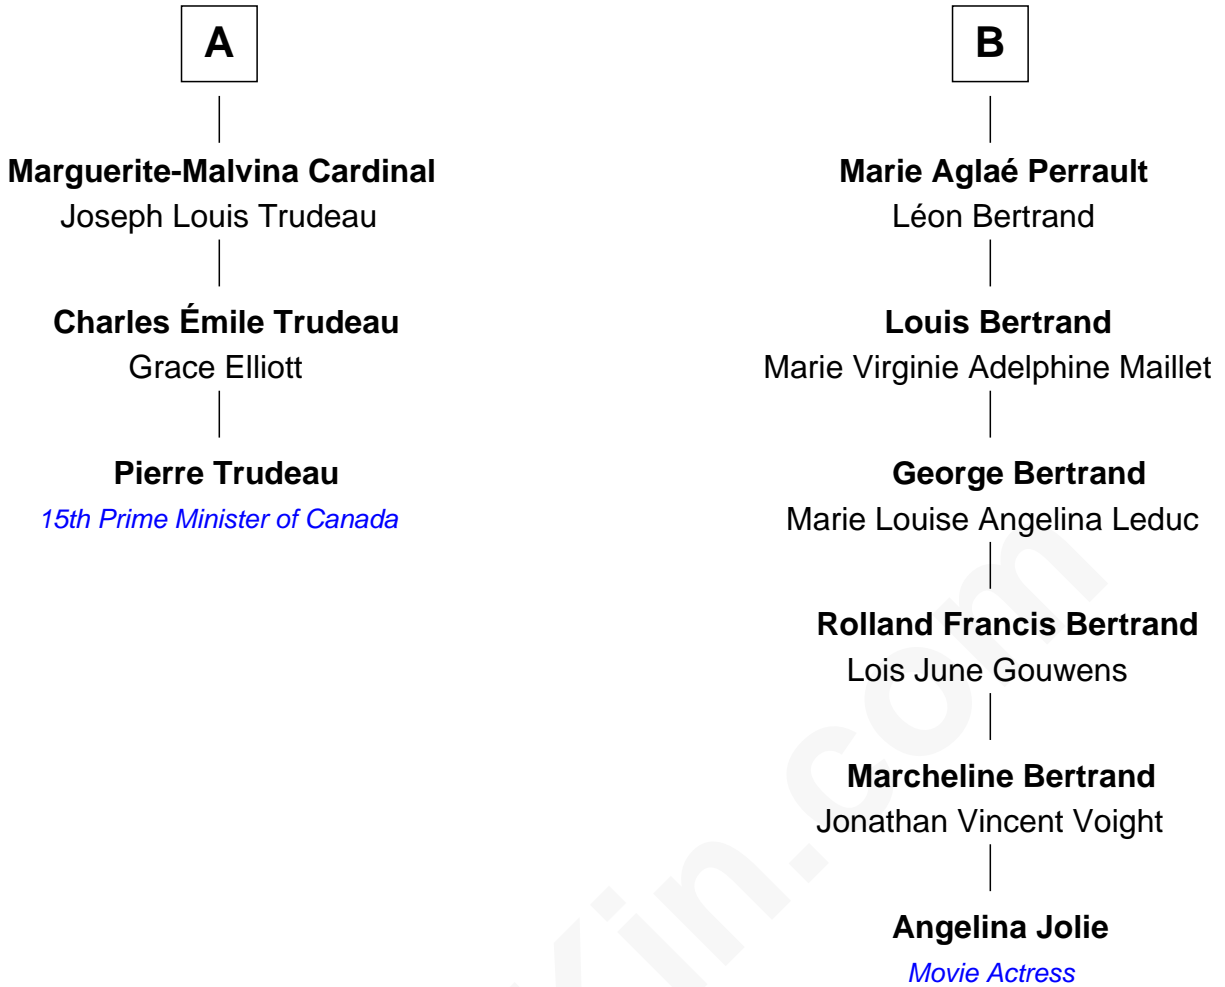 A
Marguerite-Malvina Cardinal
Joseph Louis Trudeau
Charles Émile Trudeau
Grace Elliott
Pierre Trudeau
15th Prime Minister of Canada
B
Marie Aglaé Perrault
Léon Bertrand
Louis Bertrand
Marie Virginie Adelphine Maillet
George Bertrand
Marie Louise Angelina Leduc
Rolland Francis Bertrand
Lois June Gouwens
Marcheline Bertrand
Jonathan Vincent Voight
Angelina Jolie
Movie Actress
Kin.com